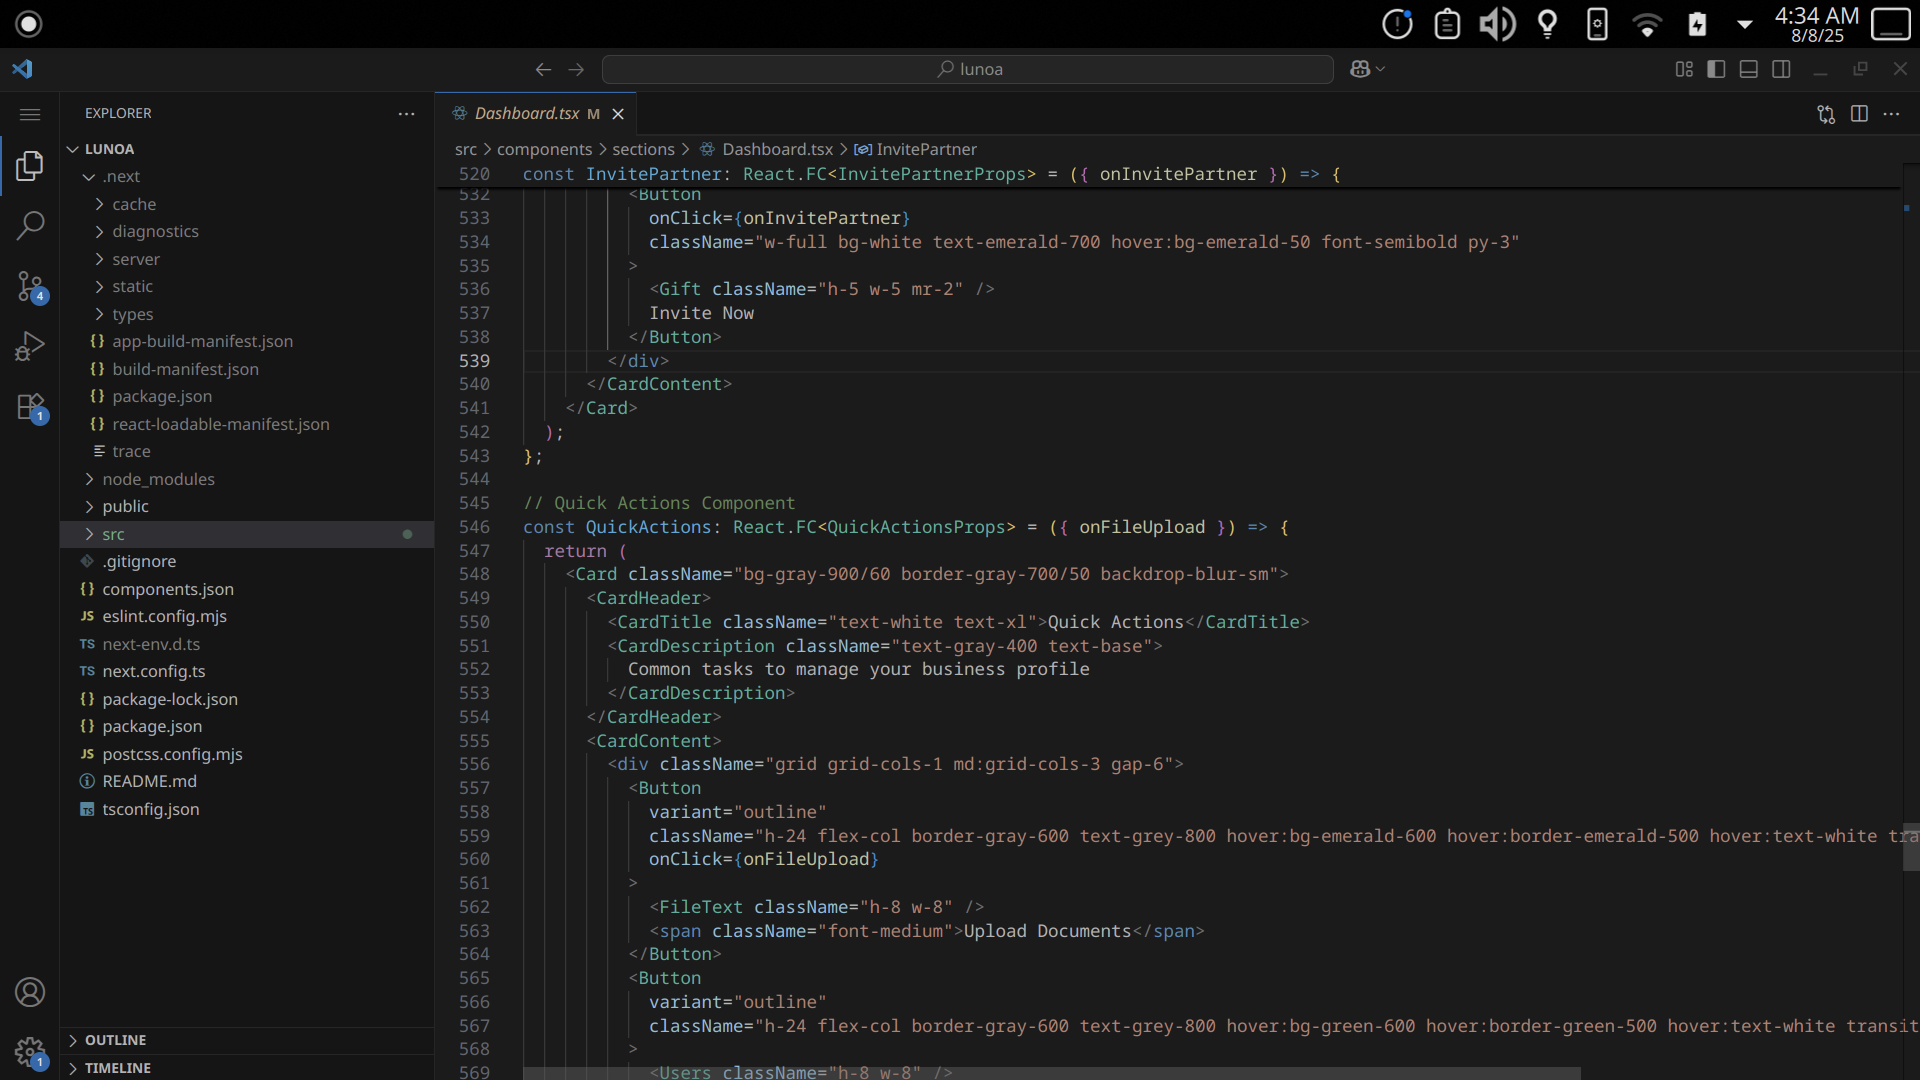 4:34 AM
8/8/25
lunoa
EXPLORER
Dashboard.tsx M
LUNOA
src > components > sections > Dashboard.tsx > InvitePartner
.next
cache
diagnostics
server
static
types
{} app-build-manifest.json
{} build-manifest.json
{} package.json
{} react-loadable-manifest.json
trace
node_modules
public
src
.gitignore
{} components.json
JS eslint.config.mjs
TS next-env.d.ts
TS next.config.ts
{} package-lock.json
{} package.json
JS postcss.config.mjs
README.md
TS tsconfig.json
OUTLINE
TIMELINE
4
1
1
520 const InvitePartner: React.FC<InvitePartnerProps> = ({ onInvitePartner }) => {
532 <Button
533 onClick={onInvitePartner}
534 className="w-full bg-white text-emerald-700 hover:bg-emerald-50 font-semibold py-3"
535 >
536 <Gift className="h-5 w-5 mr-2" />
537 Invite Now
538 </Button>
539 </div>
540 </CardContent>
541 </Card>
542 );
543 };
544
545 // Quick Actions Component
546 const QuickActions: React.FC<QuickActionsProps> = ({ onFileUpload }) => {
547 return (
548 <Card className="bg-gray-900/60 border-gray-700/50 backdrop-blur-sm">
549 <CardHeader>
550 <CardTitle className="text-white text-xl">Quick Actions</CardTitle>
551 <CardDescription className="text-gray-400 text-base">
552 Common tasks to manage your business profile
553 </CardDescription>
554 </CardHeader>
555 <CardContent>
556 <div className="grid grid-cols-1 md:grid-cols-3 gap-6">
557 <Button
558 variant="outline"
559 className="h-24 flex-col border-gray-600 text-grey-800 hover:bg-emerald-600 hover:border-emerald-500 hover:text-white tra
560 onClick={onFileUpload}
561 >
562 <FileText className="h-8 w-8" />
563 <span className="font-medium">Upload Documents</span>
564 </Button>
565 <Button
566 variant="outline"
567 className="h-24 flex-col border-gray-600 text-grey-800 hover:bg-green-600 hover:border-green-500 hover:text-white transit
568 >
569 <Users className="h-8 w-8" />